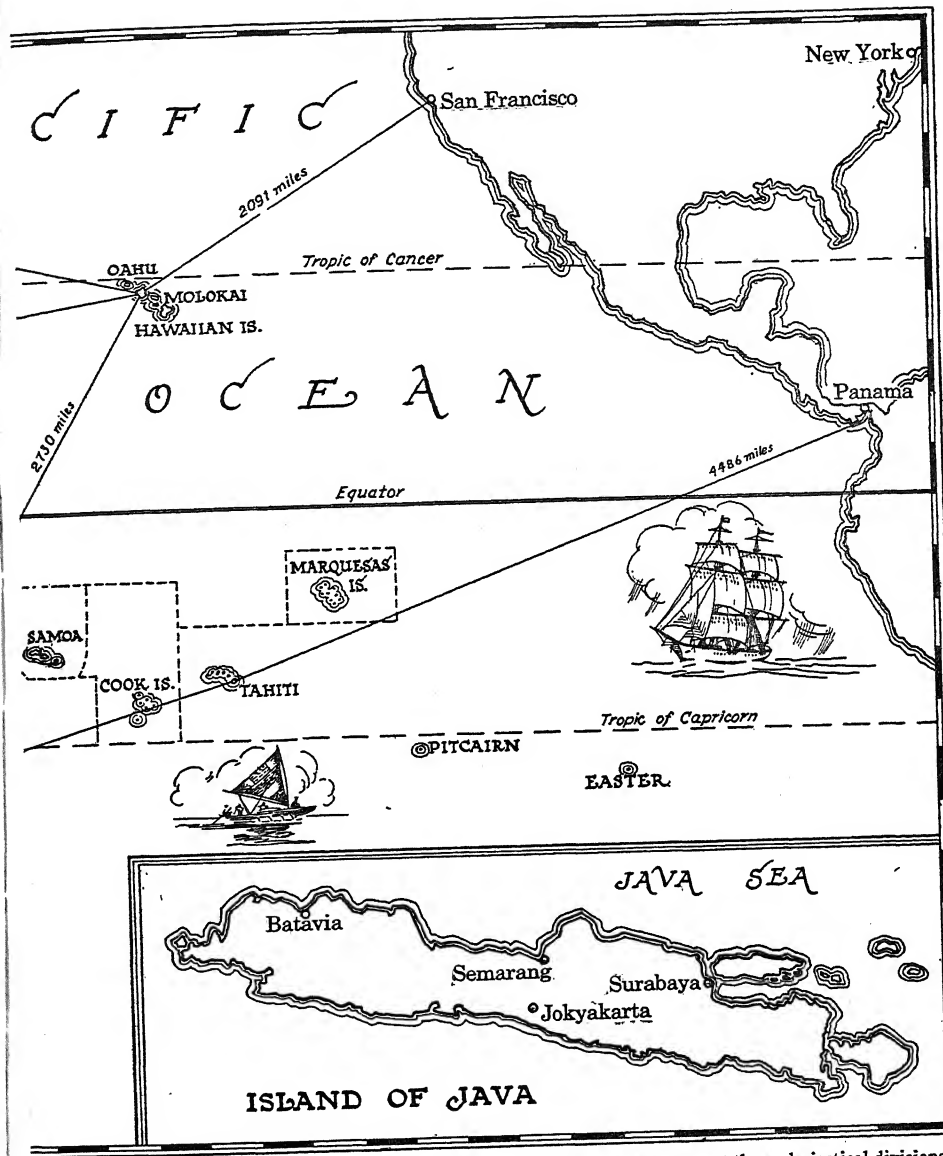 New York
San Francisco
CIFIC
2091 miles
Tropic of Cancer
OAHU
MOLOKAI
HAWAIIAN IS.
OCEAN
Panama
2730 miles
4486 miles
Equator
MARQUESAS
IS.
SAMOA
COOK IS.
TAHITI
Tropic of Capricorn
PITCAIRN
EASTER
JAVA SEA
Batavia
Semarang
Surabaya
Jokyakarta
ISLAND OF JAVA
divisions